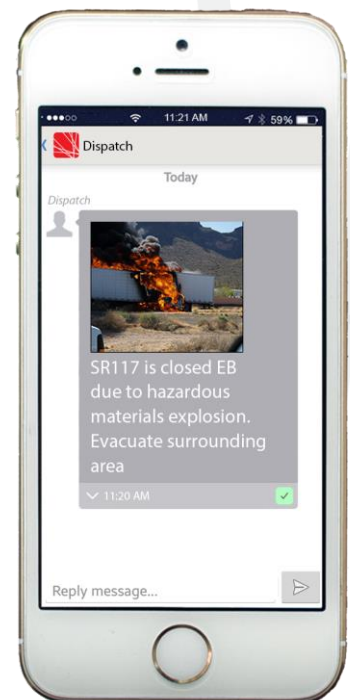 11:21 AM 59%
Dispatch
Today
Dispatch
SR117 is closed EB
due to hazardous
materials explosion.
Evacuate surrounding
area
11:20 AM
Reply message...